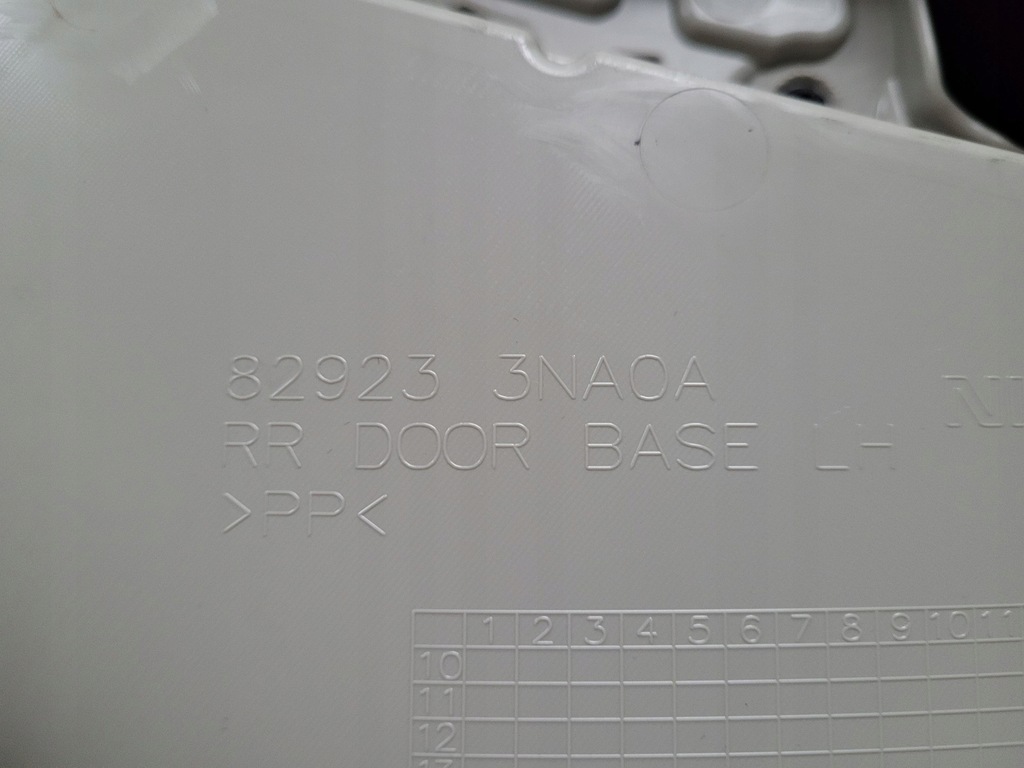 82923 3NA0A
RR DOOR BASE LH
>PP<
1 2 3 4 5 6 7 8 9 10 11
10
11
12